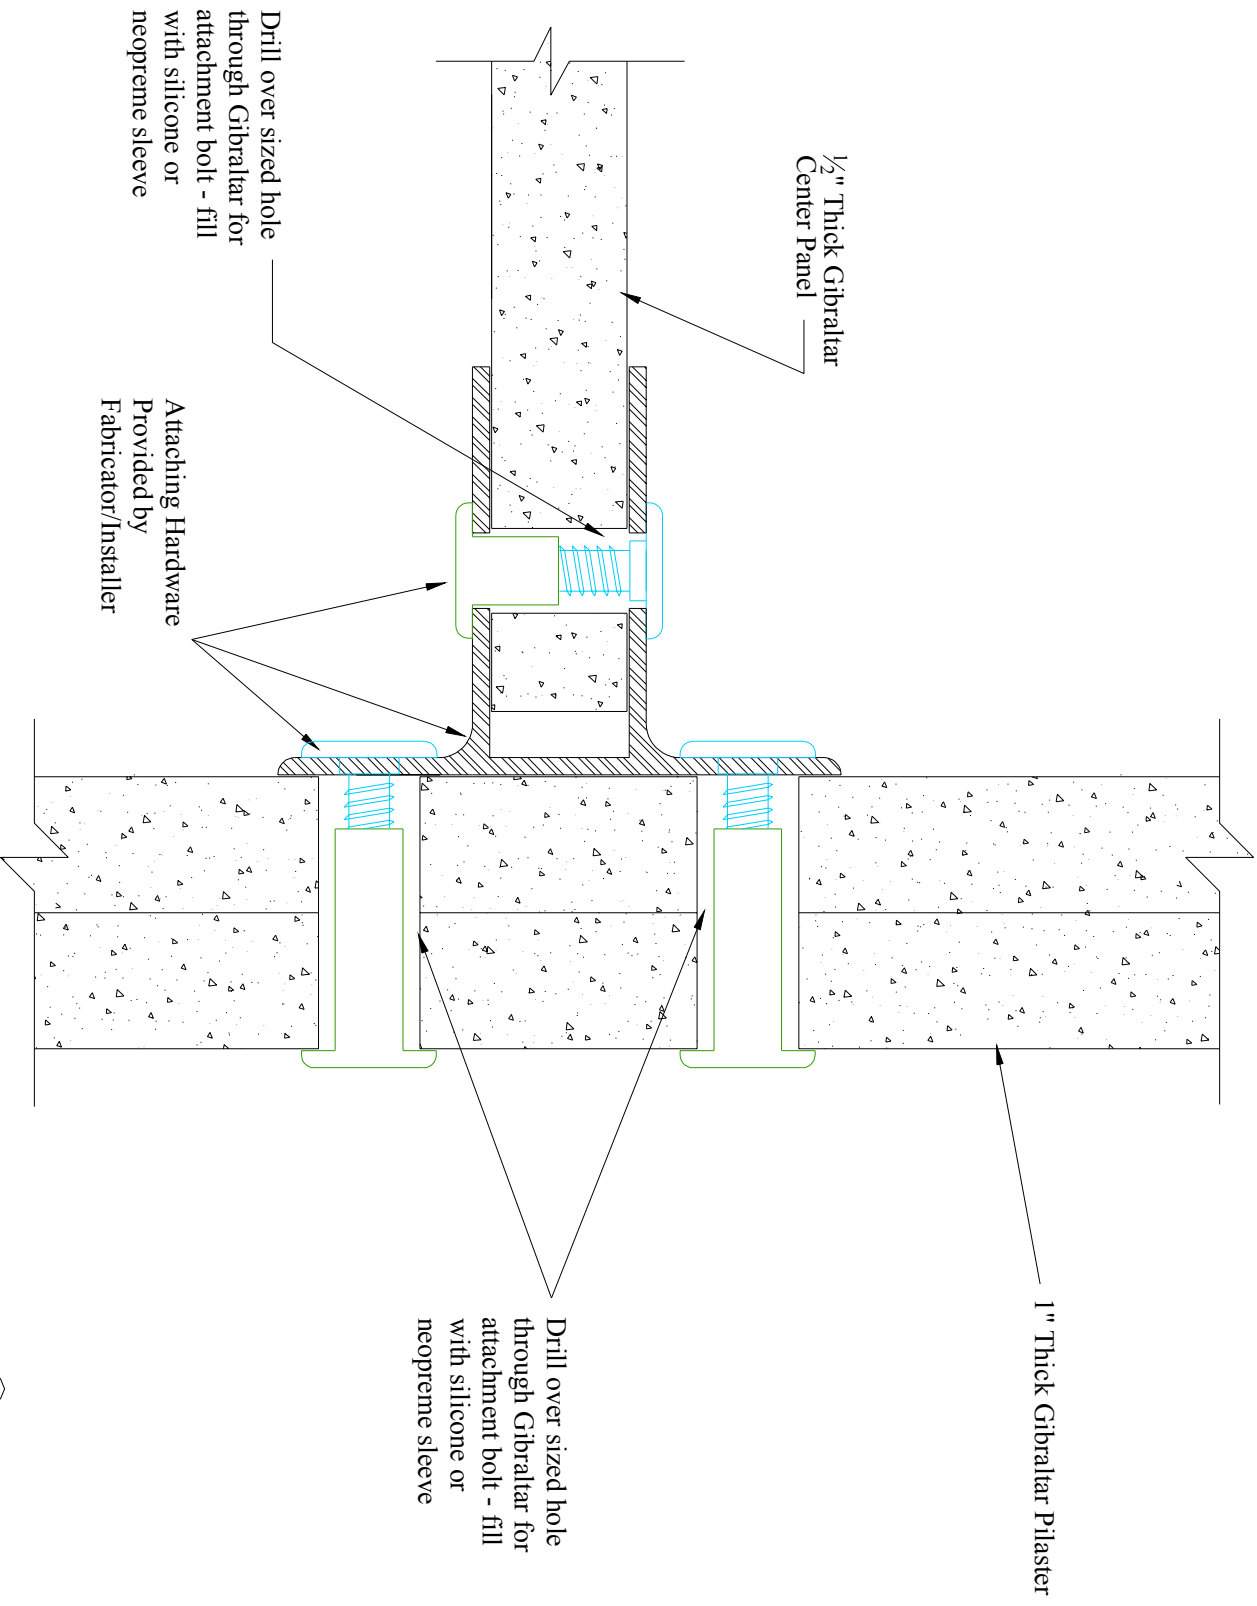 ½" Thick Gibraltar
Center Panel
Drill over sized hole
through Gibraltar for
attachment bolt - fill
with silicone or
neopreme sleeve
Attaching Hardware
Provided by
Fabricator/Installer
1" Thick Gibraltar Pilaster
Drill over sized hole
through Gibraltar for
attachment bolt - fill
with silicone or
neopreme sleeve